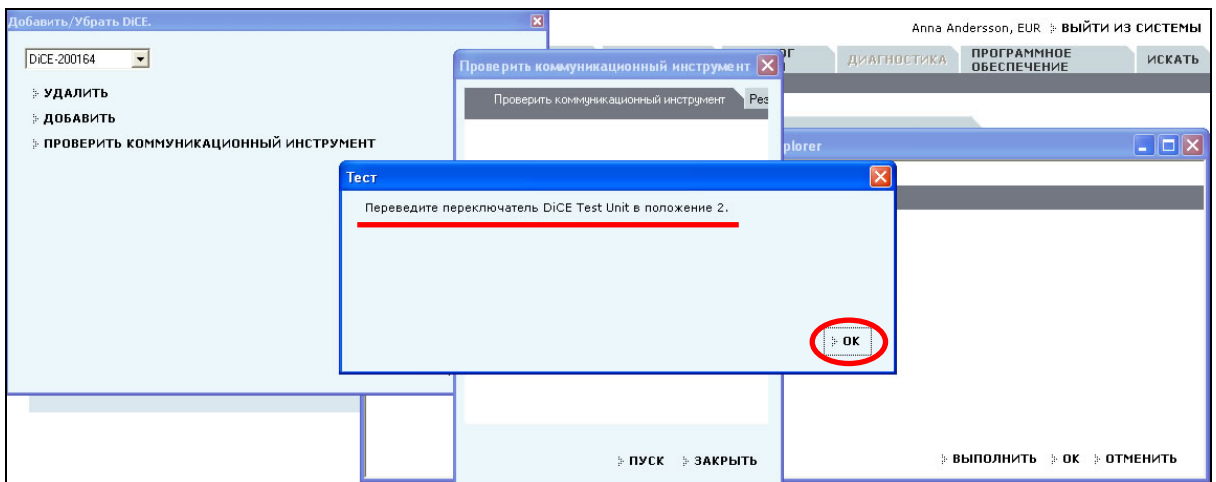 Добавить/Убрать DiCE.
Anna Andersson, EUR ВЫЙТИ ИЗ СИСТЕМЫ
ДИАГНОСТИКА
ПРОГРАММНОЕ
ОБЕСПЕЧЕНИЕ
ИСКАТЬ
DiCE-200164
УДАЛИТЬ
ДОБАВИТЬ
ПРОВЕРИТЬ КОММУНИКАЦИОННЫЙ ИНСТРУМЕНТ
Проверить коммуникационный инструмент
Проверить коммуникационный инструмент Рез
plorer
Тест
Переведите переключатель DiCE Test Unit в положение 2.
OK
ПУСК ЗАКРЫТЬ
ВЫПОЛНИТЬ OK ОТМЕНИТЬ